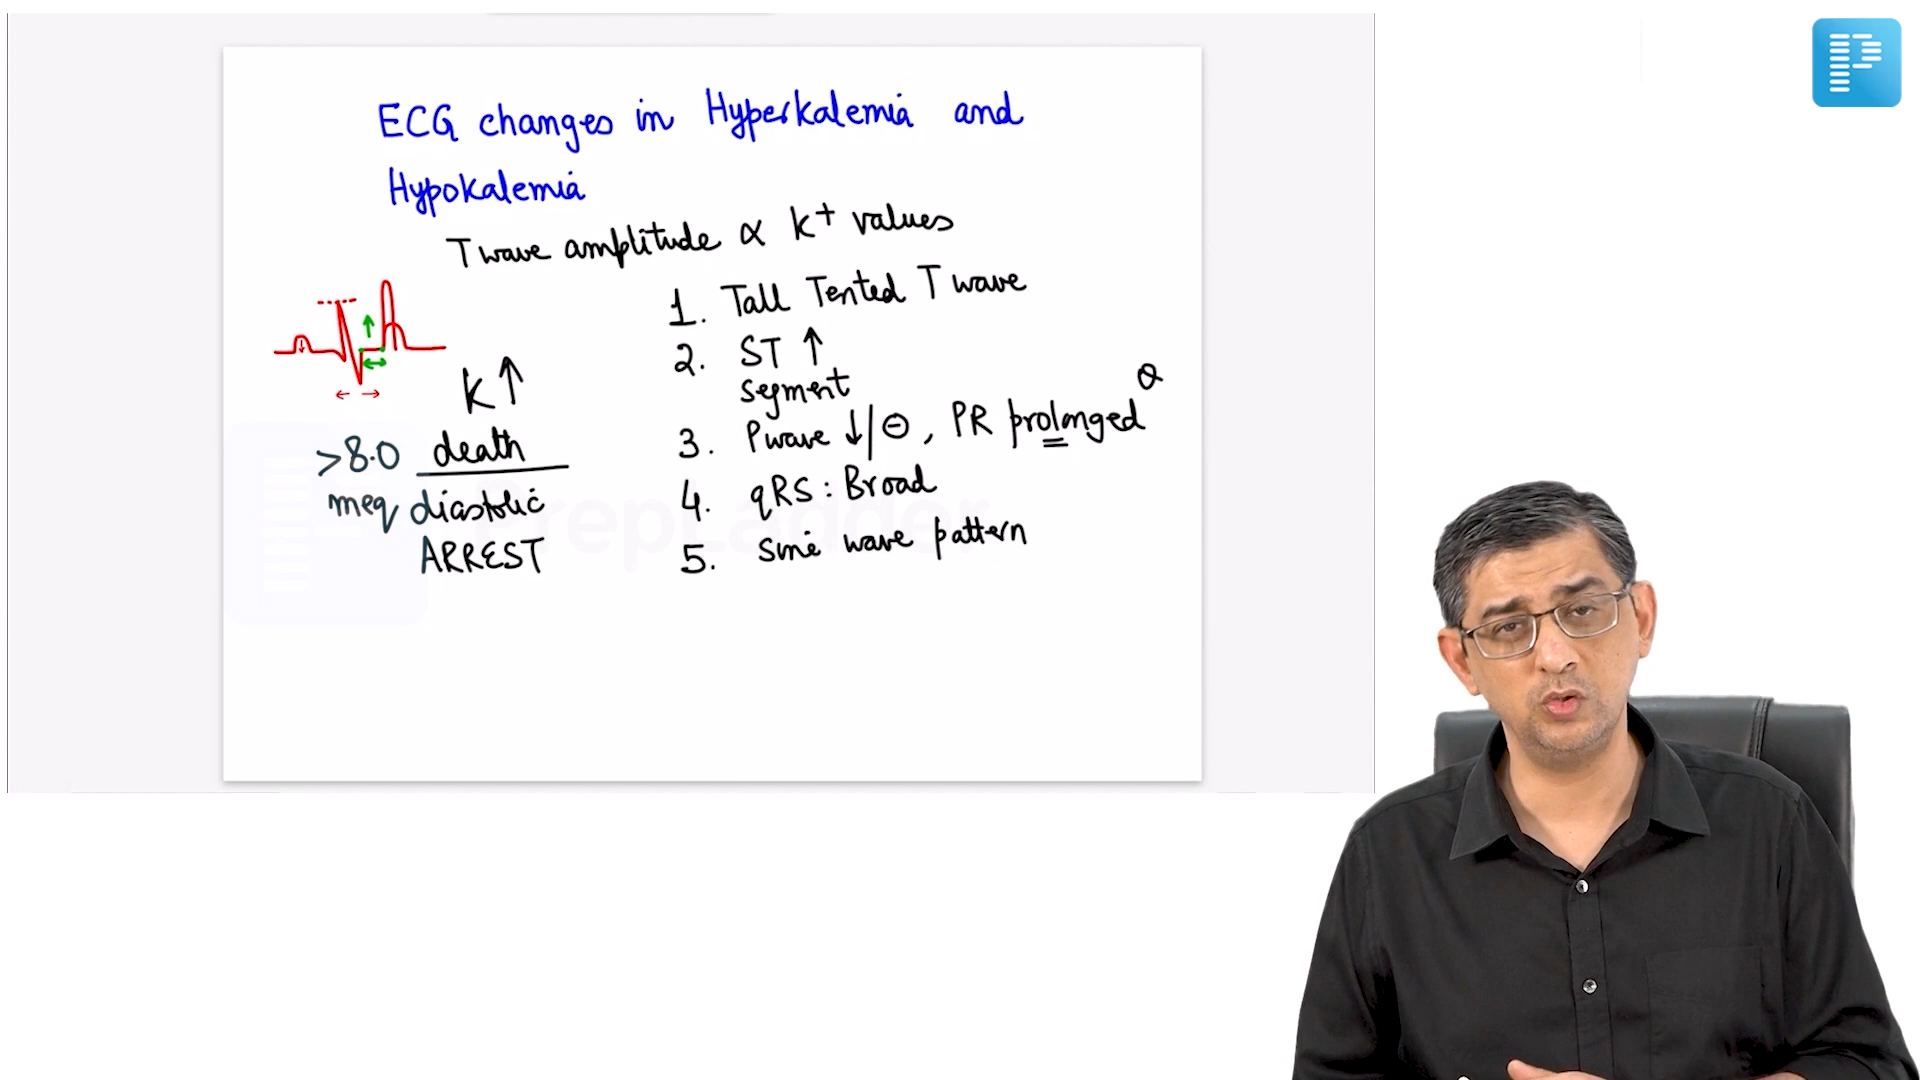 ECG changes in Hyperkalemia and
Hypokalemia
T wave amplitude ∝ K+ values
1. Tall Tented T wave
2. ST ↑
segment
3. P wave ↓/⊖, PR prolonged
4. qRS : Broad
5. Sine wave pattern
K↑
>8.0 death
meq diastolic
ARREST
PrepLadder